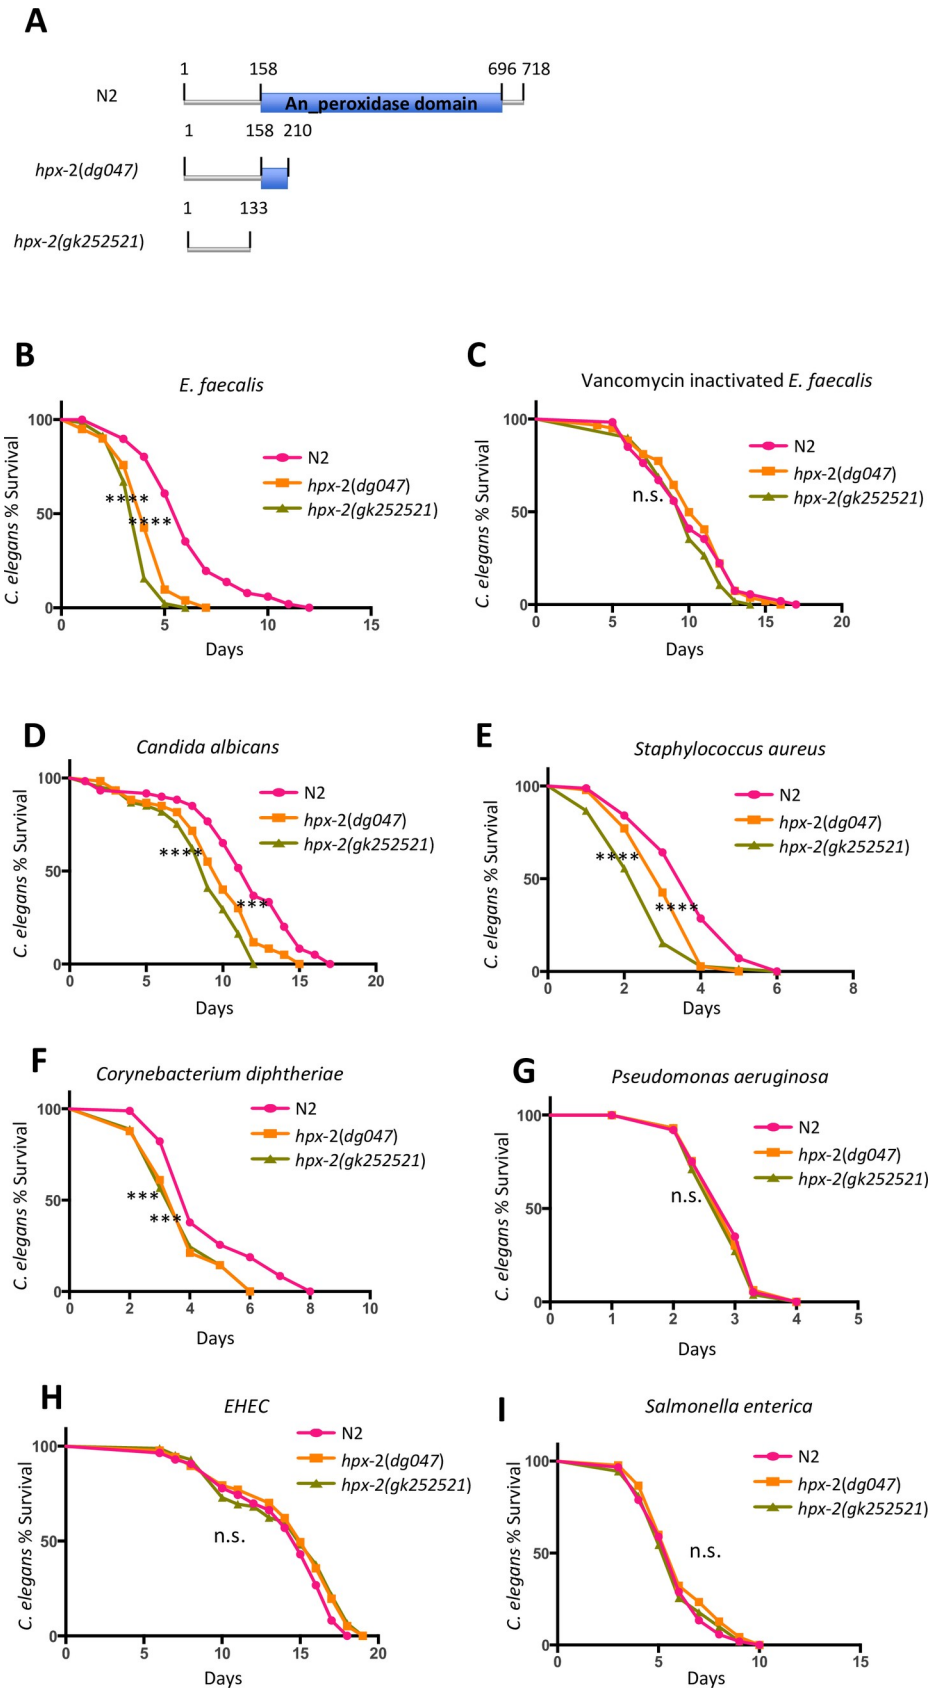 A
1 158 696 718
N2 An_peroxidase domain
1 158 210
hpx-2(dg047)
1 133
hpx-2(gk252521)
B
E. faecalis
C. elegans % Survival
100
50
0
0 5 10 15
Days
N2
hpx-2(dg047)
hpx-2(gk252521)
****
****
C
Vancomycin inactivated E. faecalis
C. elegans % Survival
100
50
0
0 5 10 15 20
Days
N2
hpx-2(dg047)
hpx-2(gk252521)
n.s.
D
Candida albicans
C. elegans % Survival
100
50
0
0 5 10 15 20
Days
N2
hpx-2(dg047)
hpx-2(gk252521)
****
***
E
Staphylococcus aureus
C. elegans % Survival
100
50
0
0 2 4 6 8
Days
N2
hpx-2(dg047)
hpx-2(gk252521)
****
****
F
Corynebacterium diphtheriae
C. elegans % Survival
100
50
0
0 2 4 6 8 10
Days
N2
hpx-2(dg047)
hpx-2(gk252521)
***
***
G
Pseudomonas aeruginosa
C. elegans % Survival
100
50
0
0 1 2 3 4 5
Days
N2
hpx-2(dg047)
hpx-2(gk252521)
n.s.
H
EHEC
C. elegans % Survival
100
50
0
0 5 10 15 20
Days
N2
hpx-2(dg047)
hpx-2(gk252521)
n.s.
I
Salmonella enterica
C. elegans % Survival
100
50
0
0 5 10 15
Days
N2
hpx-2(dg047)
hpx-2(gk252521)
n.s.